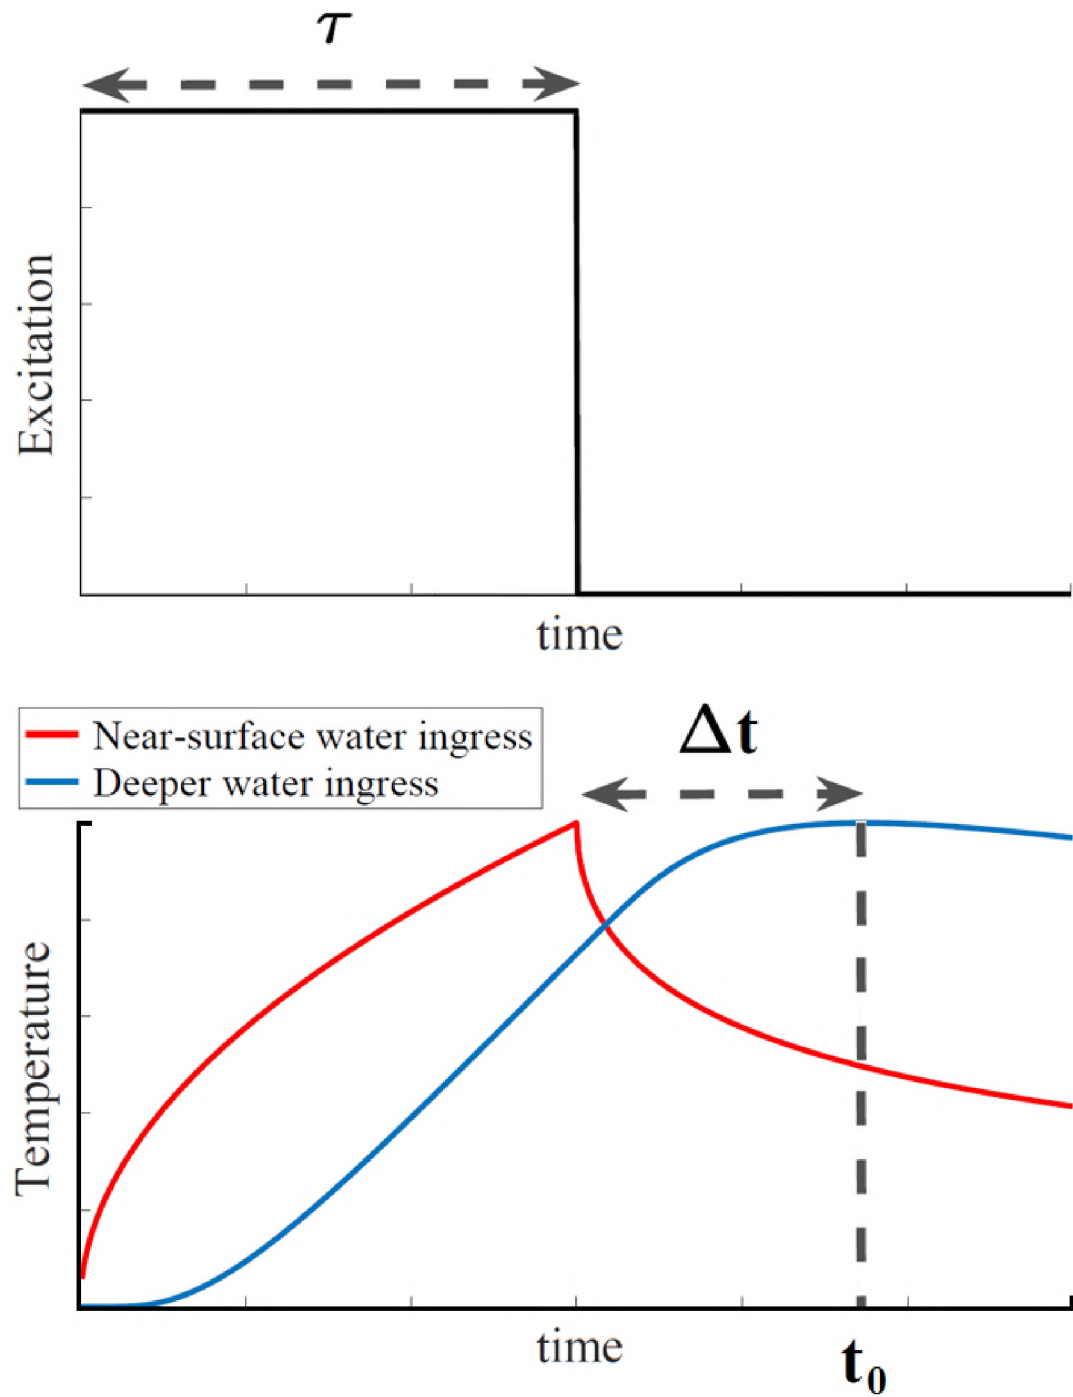 τ
Excitation
time
Near-surface water ingress
Deeper water ingress
Δt
Temperature
time
t₀